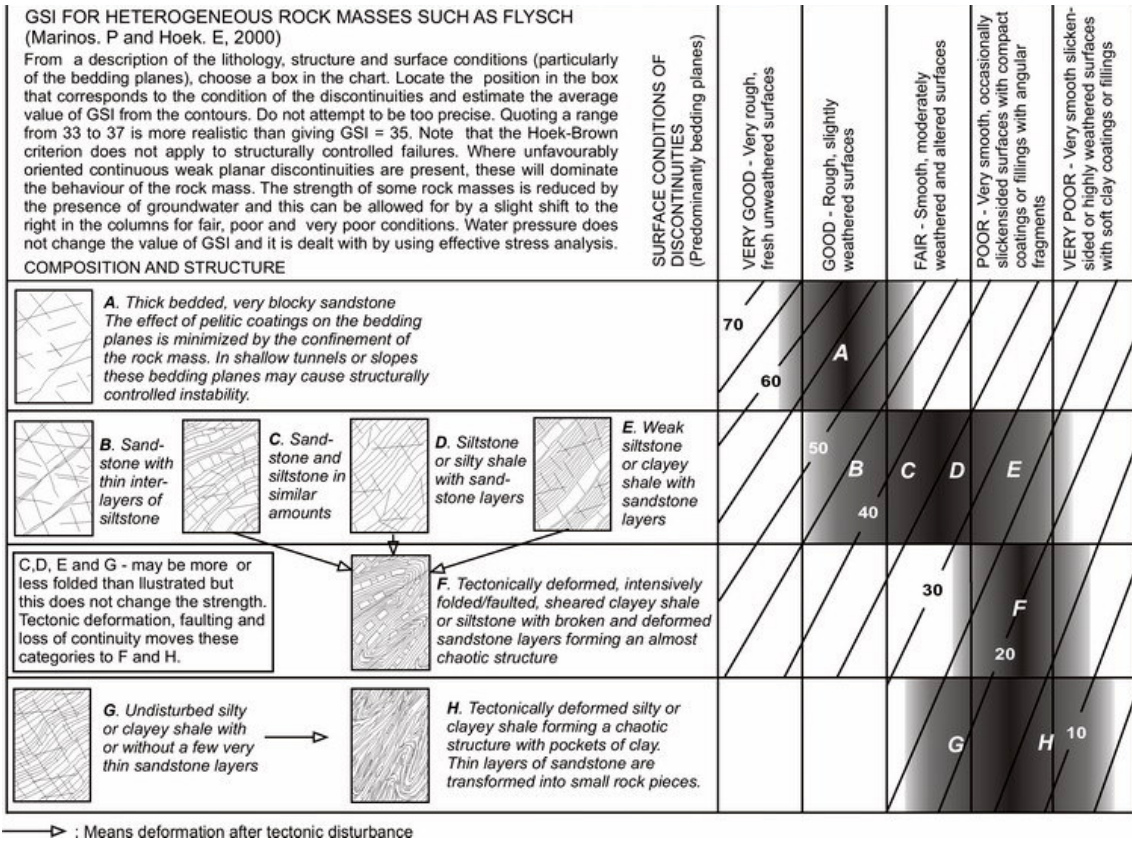 GSI FOR HETEROGENEOUS ROCK MASSES SUCH AS FLYSCH
(Marinos. P and Hoek. E, 2000)
From a description of the lithology, structure and surface conditions (particularly
of the bedding planes), choose a box in the chart. Locate the position in the box
that corresponds to the condition of the discontinuities and estimate the average
value of GSI from the contours. Do not attempt to be too precise. Quoting a range
from 33 to 37 is more realistic than giving GSI = 35. Note that the Hoek-Brown
criterion does not apply to structurally controlled failures. Where unfavourably
oriented continuous weak planar discontinuities are present, these will dominate
the behaviour of the rock mass. The strength of some rock masses is reduced by
the presence of groundwater and this can be allowed for by a slight shift to the
right in the columns for fair, poor and very poor conditions. Water pressure does
not change the value of GSI and it is dealt with by using effective stress analysis.
COMPOSITION AND STRUCTURE
SURFACE CONDITIONS OF
DISCONTINUITIES
(Predominantly bedding planes)
VERY GOOD - Very rough,
fresh unweathered surfaces
GOOD - Rough, slightly
weathered surfaces
FAIR - Smooth, moderately
weathered and altered surfaces
POOR - Very smooth, occasionally
slickensided surfaces with compact
coatings or fillings with angular
fragments
VERY POOR - Very smooth slicken-
sided or highly weathered surfaces
with soft clay coatings or fillings
A. Thick bedded, very blocky sandstone
The effect of pelitic coatings on the bedding
planes is minimized by the confinement of
the rock mass. In shallow tunnels or slopes
these bedding planes may cause structurally
controlled instability.
70
60
A
B. Sand-
stone with
thin inter-
layers of
siltstone
C. Sand-
stone and
siltstone in
similar
amounts
D. Siltstone
or silty shale
with sand-
stone layers
E. Weak
siltstone
or clayey
shale with
sandstone
layers
50
B
C
D
E
40
C,D, E and G - may be more or
less folded than llustrated but
this does not change the strength.
Tectonic deformation, faulting and
loss of continuity moves these
categories to F and H.
F. Tectonically deformed, intensively
folded/faulted, sheared clayey shale
or siltstone with broken and deformed
sandstone layers forming an almost
chaotic structure
30
F
20
G. Undisturbed silty
or clayey shale with
or without a few very
thin sandstone layers
H. Tectonically deformed silty or
clayey shale forming a chaotic
structure with pockets of clay.
Thin layers of sandstone are
transformed into small rock pieces.
G
H
10
: Means deformation after tectonic disturbance